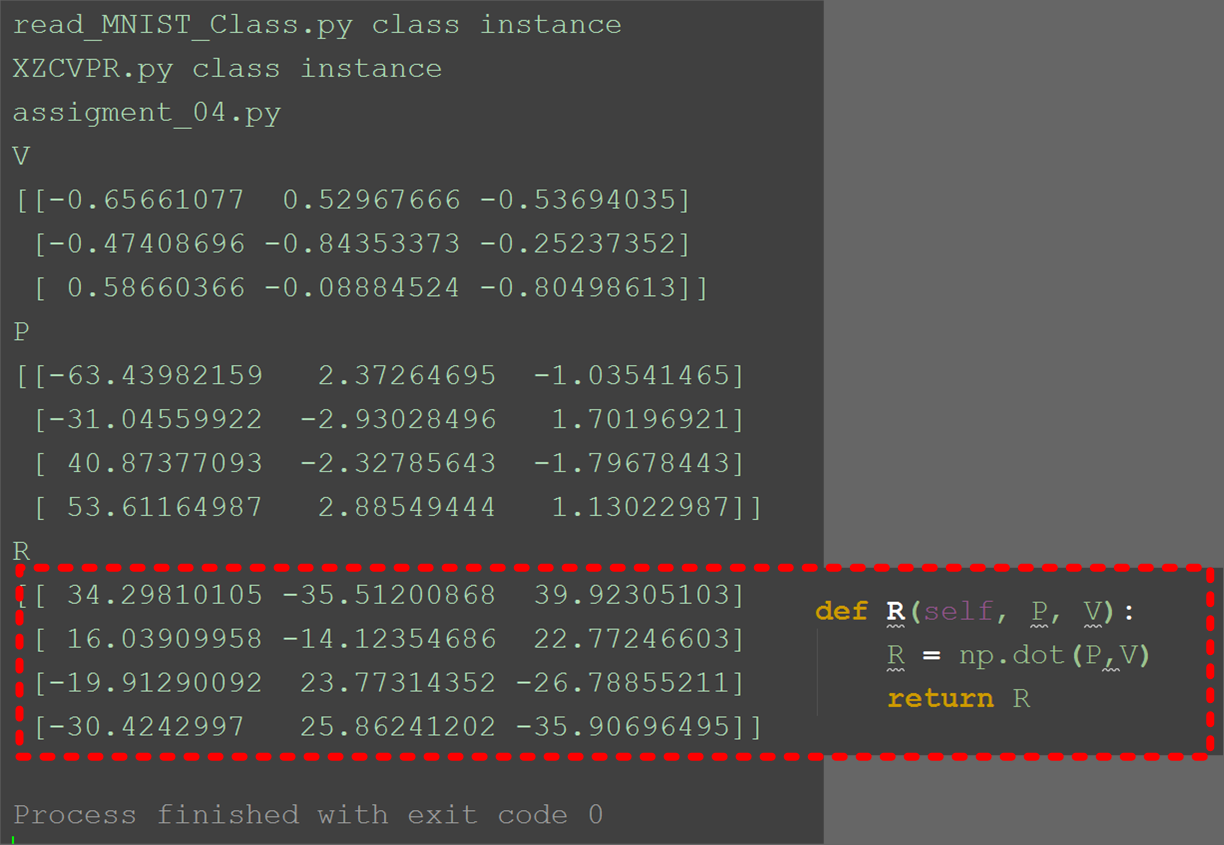 read_MNIST_Class.py class instance
XZCVPR.py class instance
assigment_04.py
V
[[-0.65661077  0.52967666 -0.53694035]
 [-0.47408696 -0.84353373 -0.25237352]
 [ 0.58660366 -0.08884524 -0.80498613]]
P
[[-63.43982159   2.37264695  -1.03541465]
 [-31.04559922  -2.93028496   1.70196921]
 [ 40.87377093  -2.32785643  -1.79678443]
 [ 53.61164987   2.88549444   1.13022987]]
R
[[ 34.29810105 -35.51200868  39.92305103]
 [ 16.03909958 -14.12354686  22.77246603]
 [-19.91290092  23.77314352 -26.78855211]
 [-30.4242997   25.86241202 -35.90696495]]
def R(self, P, V):
    R = np.dot(P,V)
    return R
Process finished with exit code 0